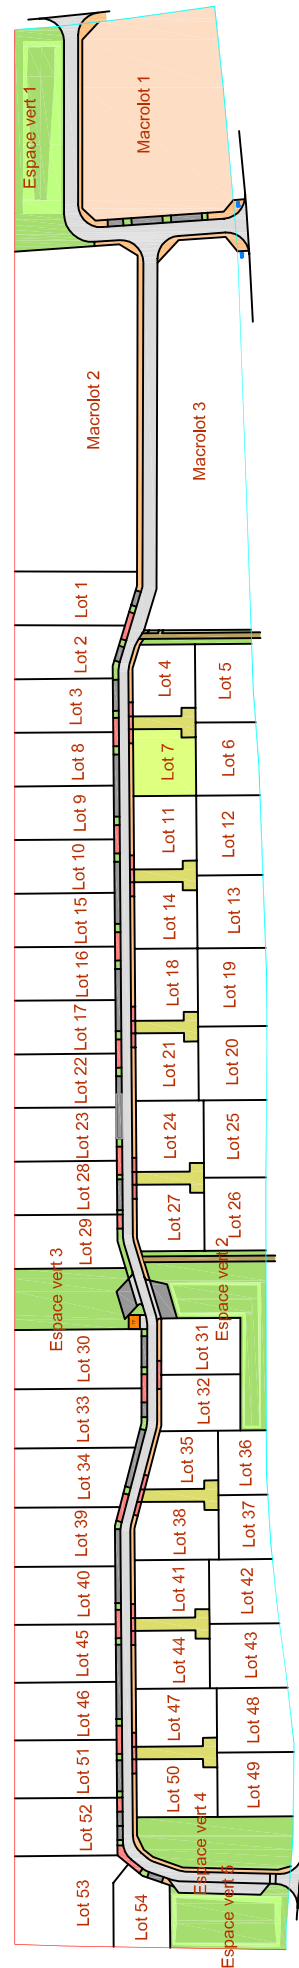 Espace vert 1
Macrolot 1
Macrolot 2
Macrolot 3
Lot 1
Lot 2
Lot 3
Lot 4
Lot 5
Lot 8
Lot 7
Lot 6
Lot 9
Lot 10
Lot 11
Lot 12
Lot 15
Lot 14
Lot 13
Lot 16
Lot 18
Lot 19
Lot 17
Lot 22
Lot 21
Lot 20
Lot 23
Lot 24
Lot 25
Lot 28
Lot 27
Lot 26
Lot 29
Espace vert 3
Espace vert 2
Lot 30
Lot 31
Lot 33
Lot 32
Lot 34
Lot 35
Lot 36
Lot 39
Lot 38
Lot 37
Lot 40
Lot 41
Lot 42
Lot 45
Lot 44
Lot 43
Lot 46
Lot 47
Lot 48
Lot 51
Lot 50
Lot 49
Lot 52
Espace vert 4
Lot 53
Lot 54
Espace vert 5